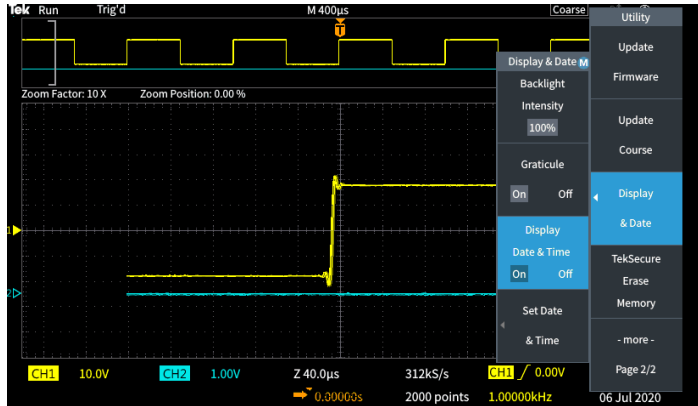 Tek Run Trig'd M 400µs Coarse
T
Zoom Factor: 10 X Zoom Position: 0.00 %
1
2
Display & Date M
Backlight
Intensity
100%
Graticule
On Off
Display
Date & Time
On Off
Set Date
& Time
Utility
Update
Firmware
Update
Course
Display
& Date
TekSecure
Erase
Memory
- more -
Page 2/2
CH1 10.0V CH2 1.00V Z 40.0µs 312kS/s CH1 0.00V
T 0.00000s 2000 points 1.00000kHz 06 Jul 2020